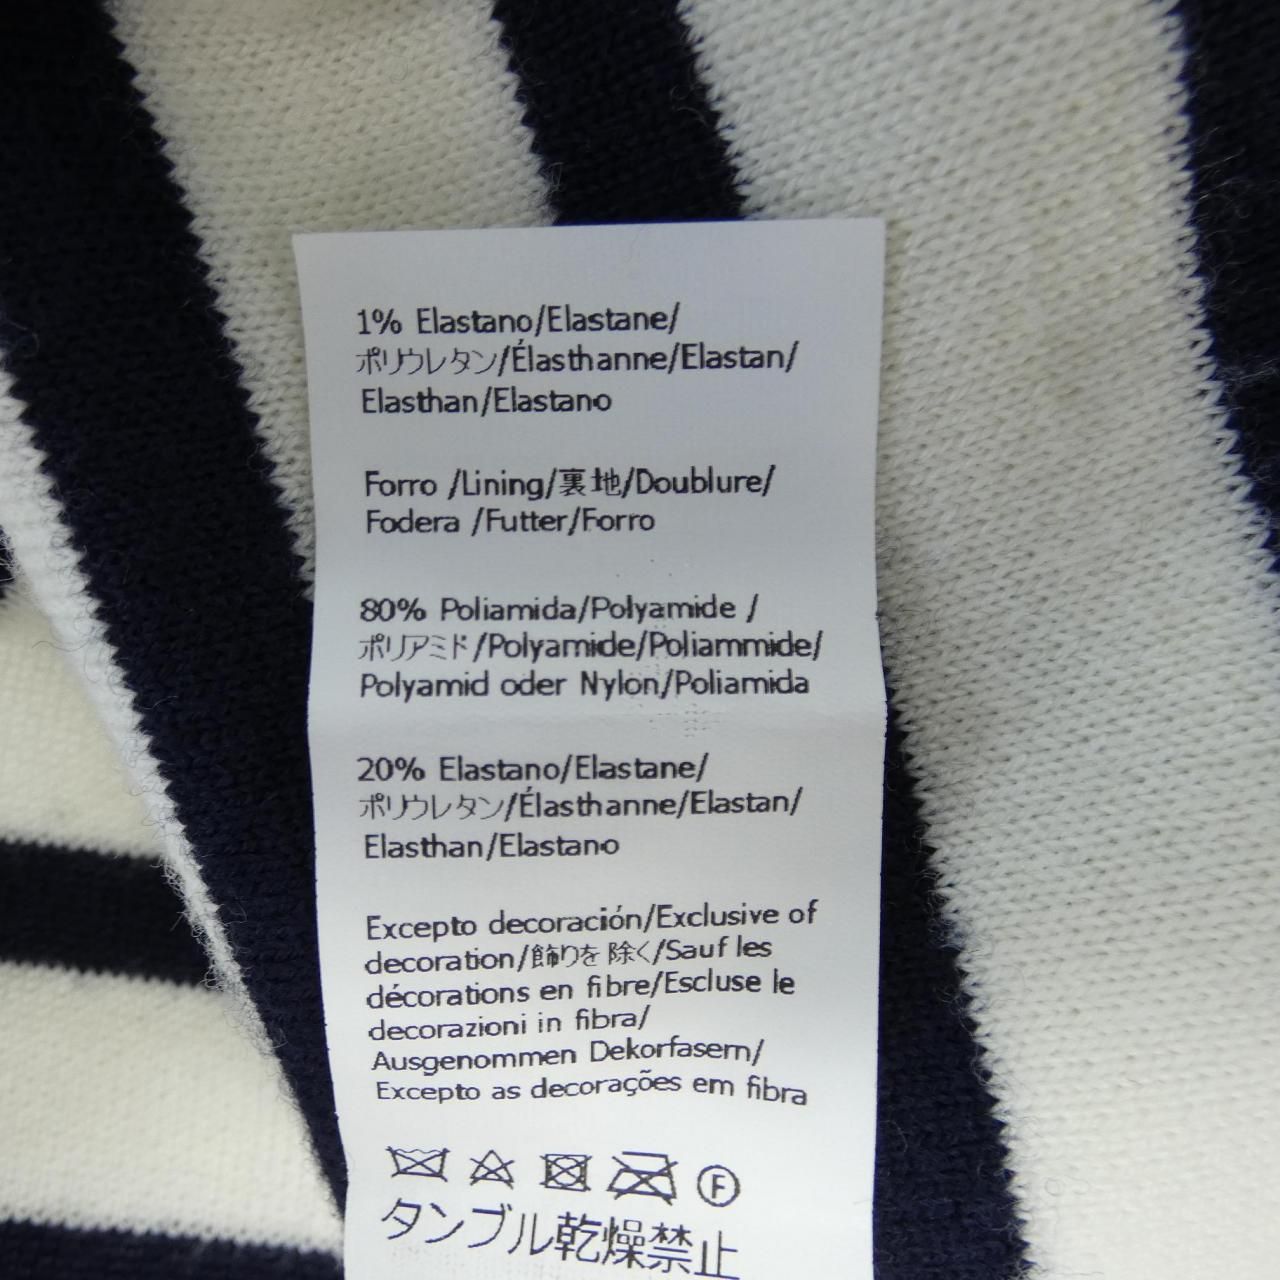 1% Elastano/Elastane/
ポリウレタン/Élasthanne/Elastan/
Elasthan/Elastano
Forro /Lining/裏地/Doublure/
Fodera /Futter/Forro
80% Poliamida/Polyamide /
ポリアミド/Polyamide/Poliammide/
Polyamid oder Nylon/Poliamida
20% Elastano/Elastane/
ポリウレタン/Élasthanne/Elastan/
Elasthan/Elastano
Excepto decoración/Exclusive of
decoration/飾りを除く/Sauf les
décorations en fibre/Escluse le
decorazioni in fibra/
Ausgenommen Dekorfasern/
Excepto as decorações em fibra
F
タンブル乾燥禁止